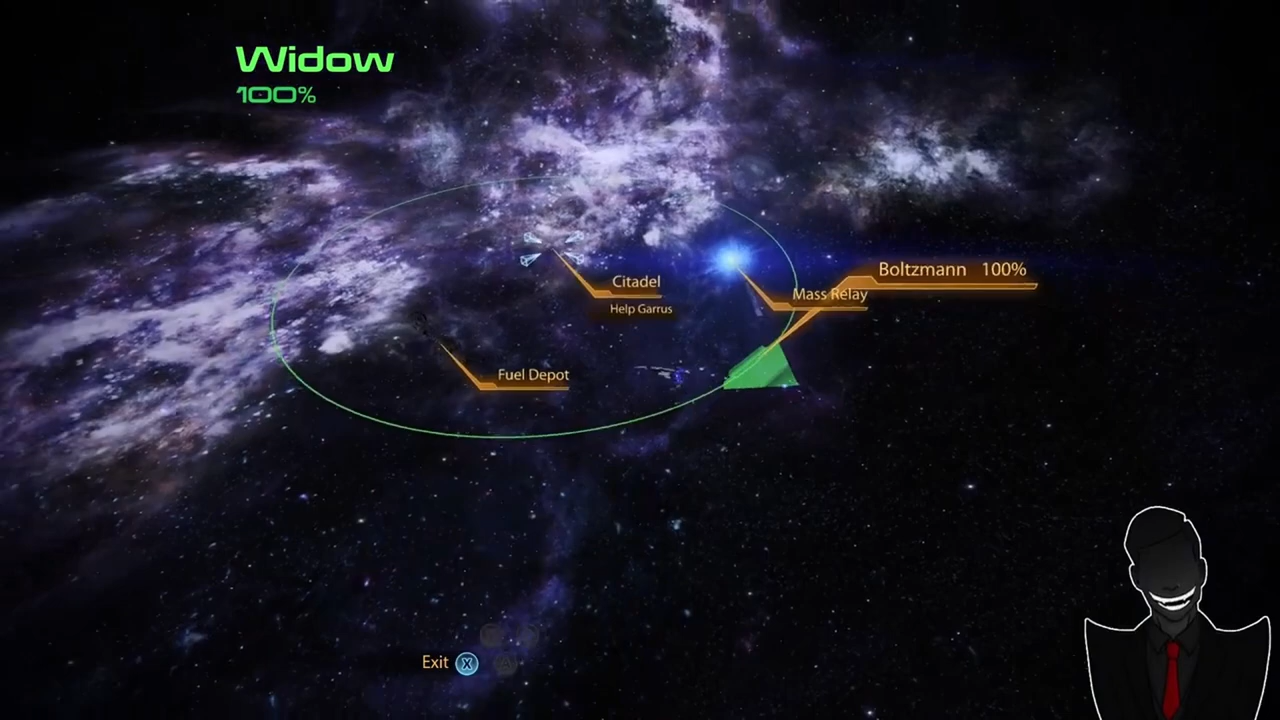 Widow
100%
Boltzmann 100%
Citadel
Mass Relay
Help Garrus
Fuel Depot
Exit X